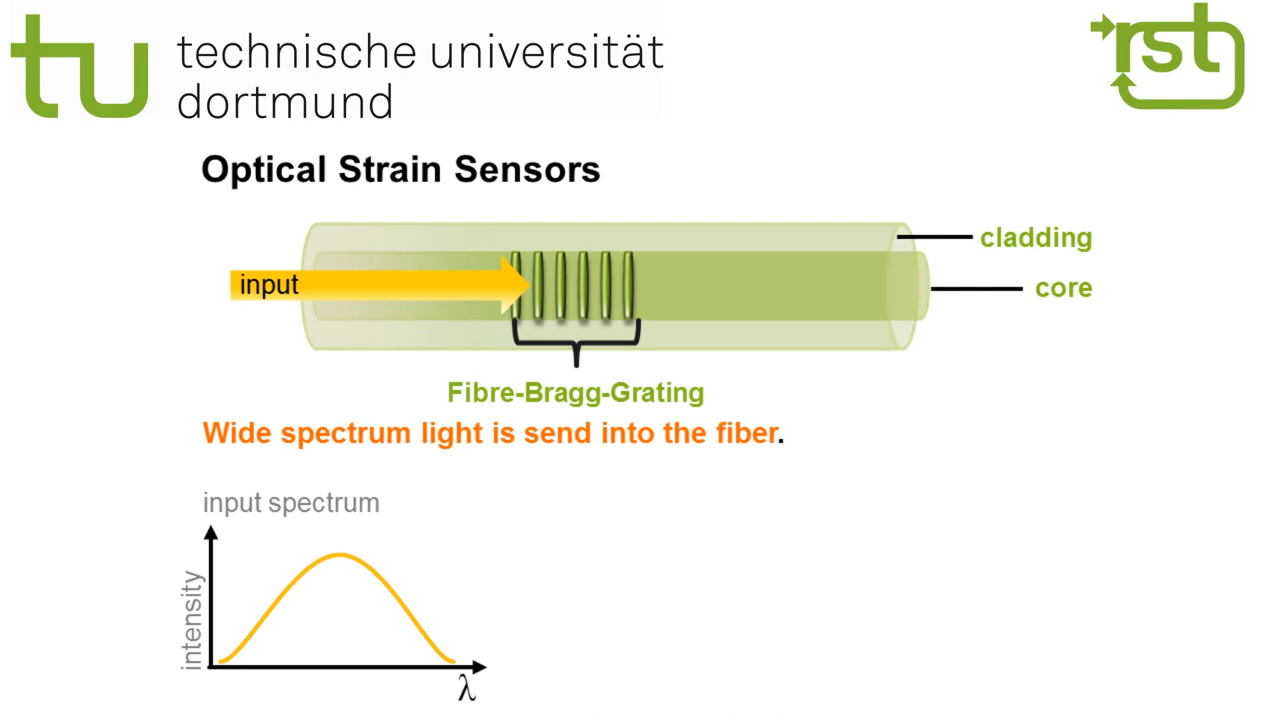 tu technische universität
dortmund
rst
Optical Strain Sensors
cladding
input
core
Fibre-Bragg-Grating
Wide spectrum light is send into the fiber.
input spectrum
intensity
λ